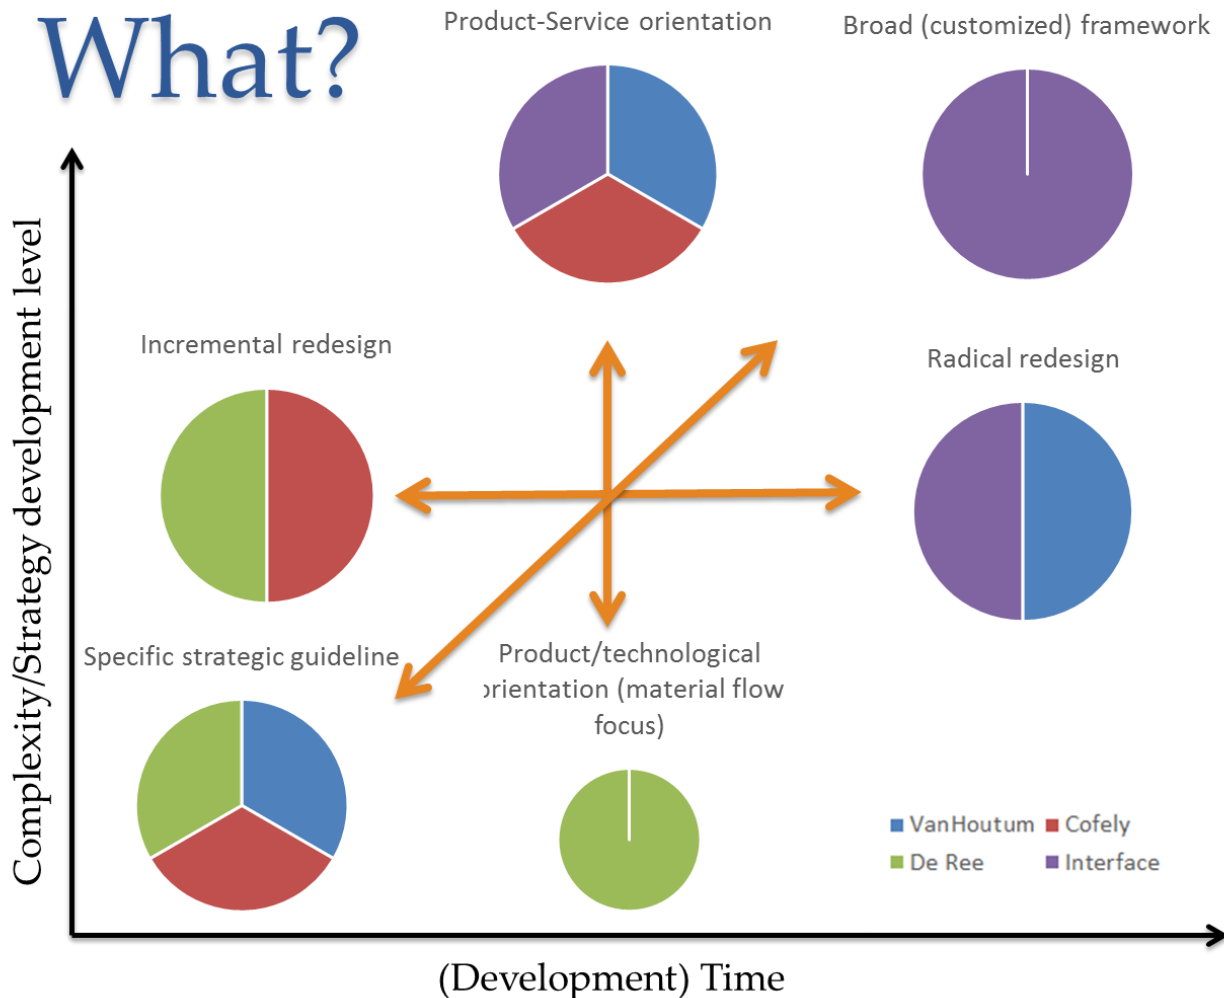 What?
Product-Service orientation
Broad (customized) framework
Complexity/Strategy development level
Incremental redesign
Radical redesign
Specific strategic guideline
Product/technological
orientation (material flow
focus)
VanHoutum
Cofely
De Ree
Interface
(Development) Time